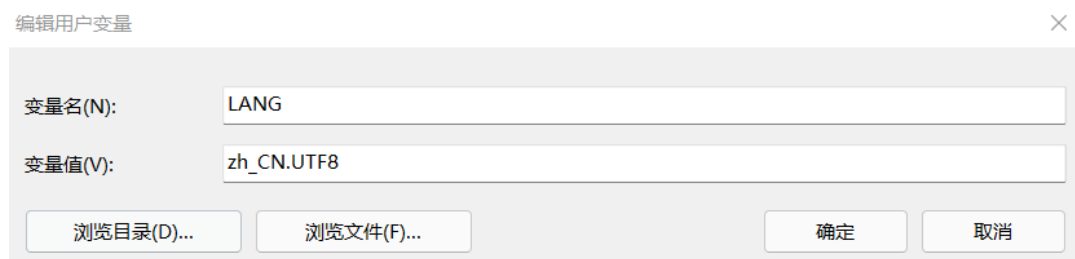 编辑用户变量
变量名(N): LANG
变量值(V): zh_CN.UTF8
浏览目录(D)... 浏览文件(F)... 确定 取消